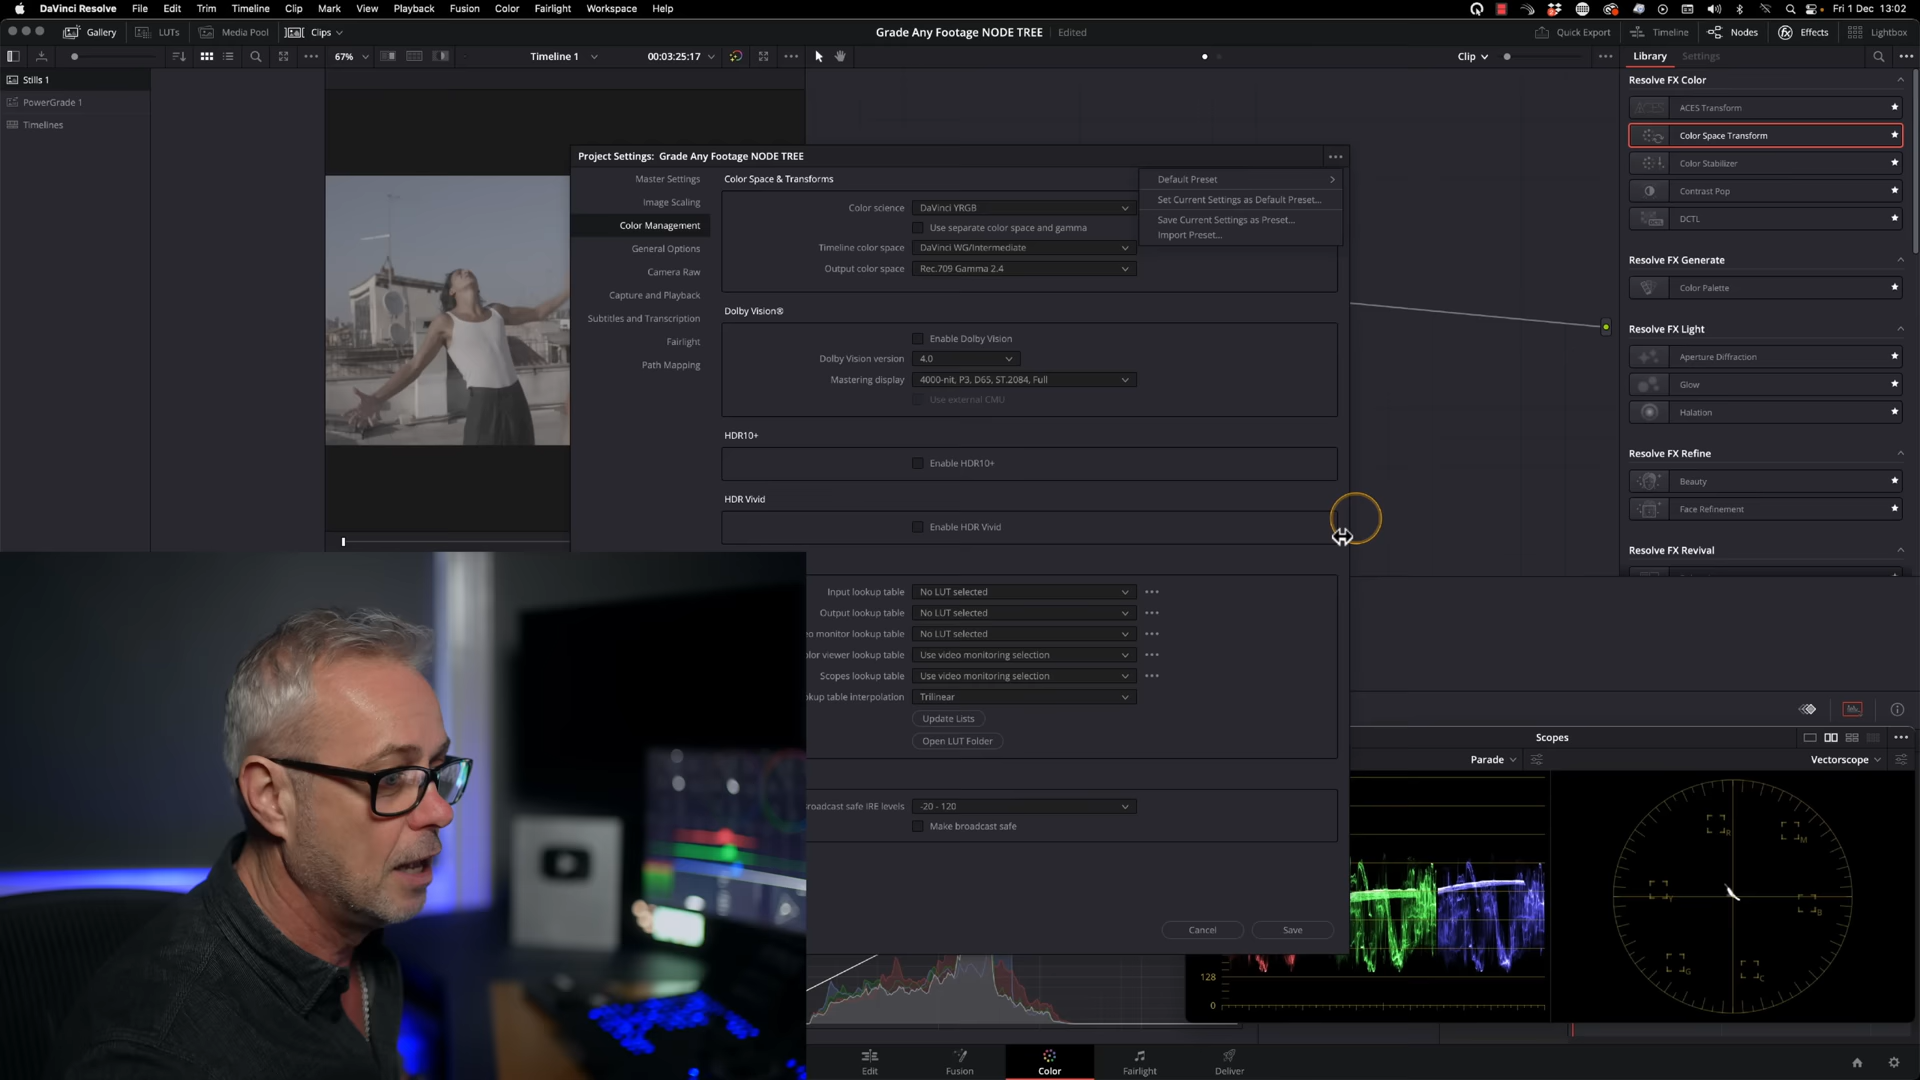 DaVinci Resolve File Edit Trim Timeline Clip Mark View Playback Fusion Color Fairlight Workspace Help Fri 1 Dec 13:02
Gallery LUTs Media Pool Clips Grade Any Footage NODE TREE Edited Quick Export Timeline Nodes Effects Lightbox
67% Timeline 1 00:03:25:17 Clip Library Settings
Stills 1
PowerGrade 1
Timelines
Project Settings: Grade Any Footage NODE TREE
Master Settings
Image Scaling
Color Management
General Options
Camera Raw
Capture and Playback
Subtitles and Transcription
Fairlight
Path Mapping
Color Space & Transforms
Color science DaVinci YRGB
Use separate color space and gamma
Timeline color space DaVinci WG/Intermediate
Output color space Rec.709 Gamma 2.4
Default Preset
Set Current Settings as Default Preset...
Save Current Settings as Preset...
Import Preset...
Dolby Vision®
Enable Dolby Vision
Dolby Vision version 4.0
Mastering display 4000-nit, P3, D65, ST.2084, Full
Use external CMU
HDR10+
Enable HDR10+
HDR Vivid
Enable HDR Vivid
Input lookup table No LUT selected
Output lookup table No LUT selected
monitor lookup table No LUT selected
viewer lookup table Use video monitoring selection
Scopes lookup table Use video monitoring selection
table interpolation Trilinear
Update Lists
Open LUT Folder
safe IRE levels -20 - 120
Make broadcast safe
Cancel Save
Resolve FX Color
ACES Transform
Color Space Transform
Color Stabilizer
Contrast Pop
DCTL
Resolve FX Generate
Color Palette
Resolve FX Light
Aperture Diffraction
Glow
Halation
Resolve FX Refine
Beauty
Face Refinement
Resolve FX Revival
Scopes
Parade Vectorscope
R
M
Y
B
G
C
128
0
Edit Fusion Color Fairlight Deliver